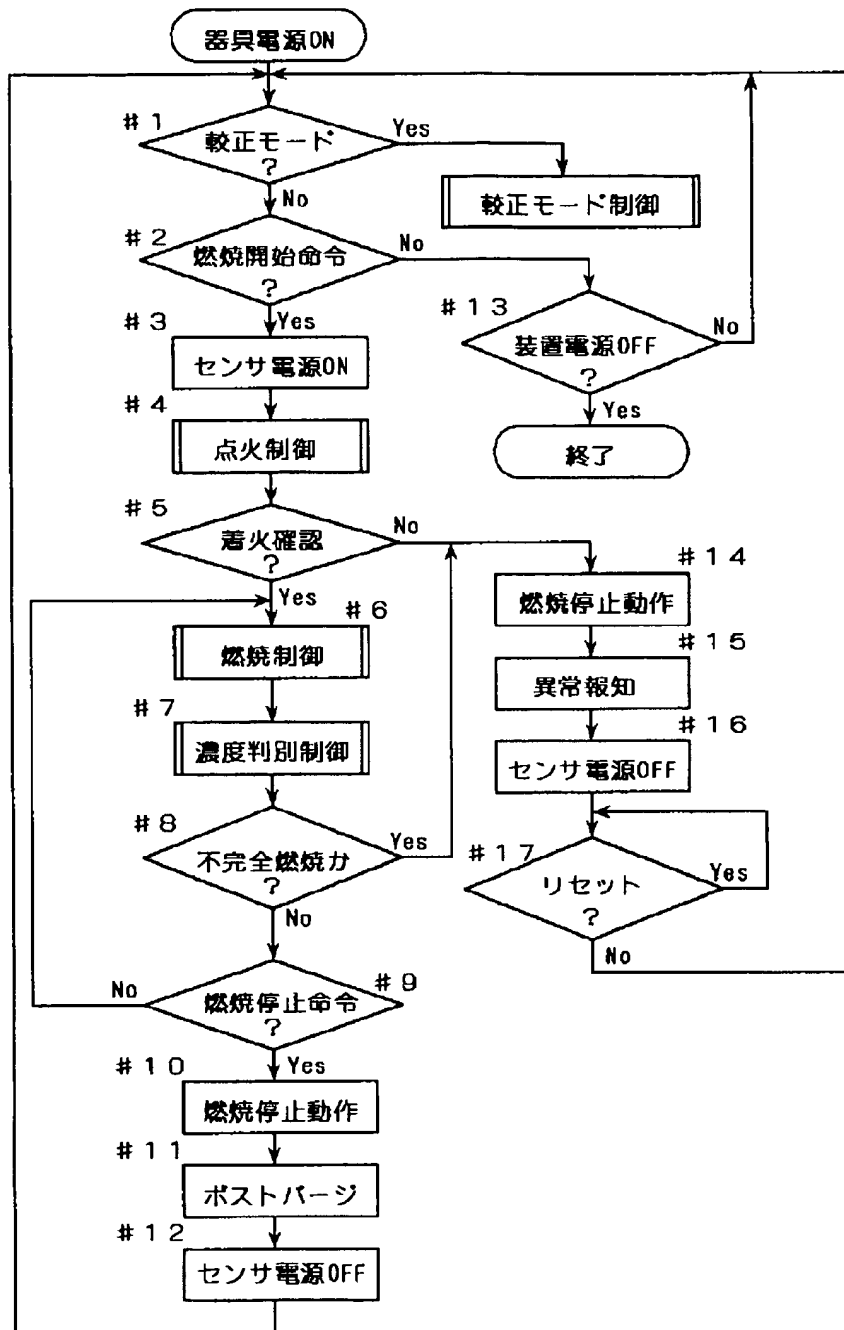 器具電源ON
#1
較正モード
?
Yes
較正モード制御
No
#2
燃焼開始命令
?
No
Yes
#13
装置電源OFF
?
No
Yes
終了
#3
センサ電源ON
#4
点火制御
#5
着火確認
?
No
Yes
#14
燃焼停止動作
#15
異常報知
#16
センサ電源OFF
#17
リセット
?
Yes
No
#6
燃焼制御
#7
濃度判別制御
#8
不完全燃焼か
?
Yes
No
#9
燃焼停止命令
?
No
Yes
#10
燃焼停止動作
#11
ポストパージ
#12
センサ電源OFF